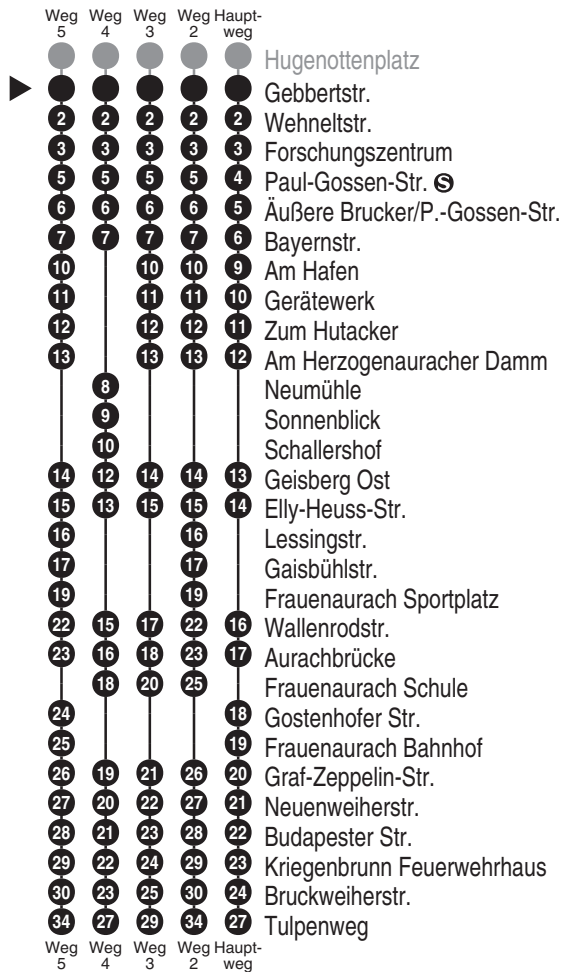 Weg Weg Weg Weg Haupt-
5 4 3 2 weg
Hugenottenplatz
Gebbertstr.
2 2 2 2 2 Wehneltstr.
3 3 3 3 3 Forschungszentrum
5 5 5 5 4 Paul-Gossen-Str. S
6 6 6 6 5 Äußere Brucker/P.-Gossen-Str.
7 7 7 7 6 Bayernstr.
10 10 10 9 Am Hafen
11 11 11 10 Gerätewerk
12 12 12 11 Zum Hutacker
13 13 13 12 Am Herzogenauracher Damm
8 Neumühle
9 Sonnenblick
10 Schallershof
14 12 14 14 13 Geisberg Ost
15 13 15 15 14 Elly-Heuss-Str.
16 16 Lessingstr.
17 17 Gaisbühlstr.
19 19 Frauenaurach Sportplatz
22 15 17 22 16 Wallenrodstr.
23 16 18 23 17 Aurachbrücke
18 20 25 Frauenaurach Schule
24 18 Gostenhofer Str.
25 19 Frauenaurach Bahnhof
26 19 21 26 20 Graf-Zeppelin-Str.
27 20 22 27 21 Neuenweiherstr.
28 21 23 28 22 Budapester Str.
29 22 24 29 23 Kriegenbrunn Feuerwehrhaus
30 23 25 30 24 Bruckweiherstr.
34 27 29 34 27 Tulpenweg
Weg Weg Weg Weg Haupt-
5 4 3 2 weg